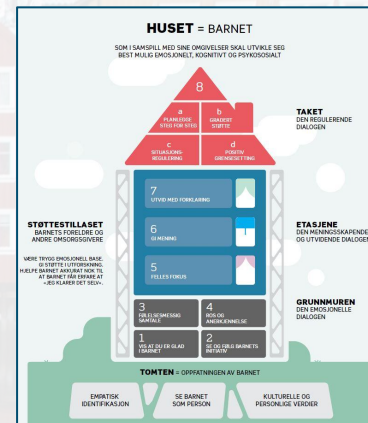 HUSET = BARNET
SOM I SAMSPILL MED SINE OMGIVELSER SKAL UTVIKLE SEG
BEST MULIG EMOSJONELT, KOGNITIVT OG PSYKOSOSIALT
8
a
PLANLEGGE
STEG FOR STEG
b
GRADERT
STØTTE
c
SITUASJONS-
REGULERING
d
POSITIV
GRENSESETTING
TAKET
DEN REGULERENDE
DIALOGEN
7
UTVID MED FORKLARING
6
GI MENING
5
FELLES FOKUS
STØTTESTILLASET
BARNETS FORELDRE OG
ANDRE OMSORGSGIVERE
VÆRE TRYGG EMOSJONELL BASE.
GI STØTTE I UTFORSKING.
HJELPE BARNET AKKURAT NOK TIL
AT BARNET FÅR ERFARE AT
«JEG KLARER DET SELV».
ETASJENE
DEN MENINGSSKAPENDE
OG UTVIDENDE DIALOGEN
3
FØLELSESMESSIG
SAMTALE
4
ROS OG
ANERKJENNELSE
1
VIS AT DU ER GLAD
I BARNET
2
SE OG FØLG BARNETS
INITIATIV
GRUNNMUREN
DEN EMOSJONELLE
DIALOGEN
TOMTEN = OPPFATNINGEN AV BARNET
EMPATISK
IDENTIFIKASJON
SE BARNET
SOM PERSON
KULTURELLE OG
PERSONLIGE VERDIER